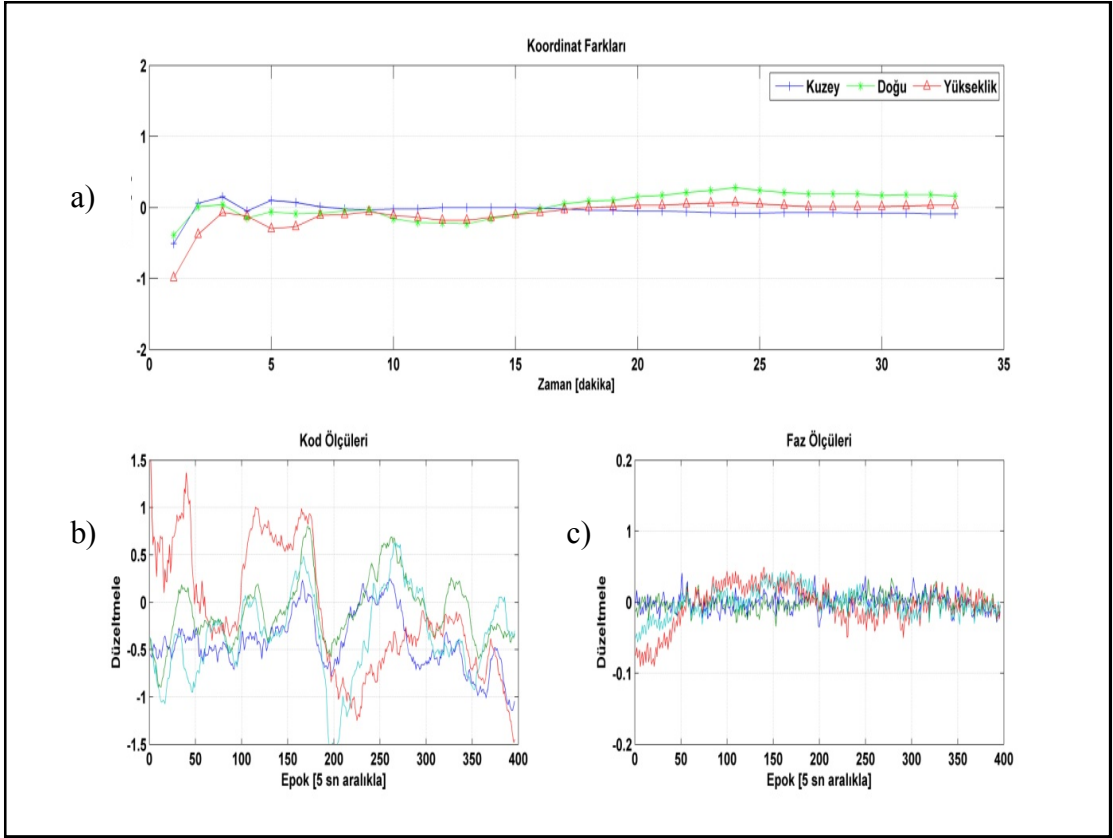 Koordinat Farkları
2
1
0
-1
-2
Kuzey Doğu Yükseklik
a)
0 5 10 15 20 25 30 35
Zaman [dakika]
Kod Ölçüleri
1.5
1
0.5
0
-0.5
-1
-1.5
b)
Düzeltmele
0 50 100 150 200 250 300 350 400
Epok [5 sn aralıkla]
Faz Ölçüleri
0.2
1
0
-0.1
-0.2
c)
Düzeltmele
0 50 100 150 200 250 300 350 400
Epok [5 sn aralıkla]